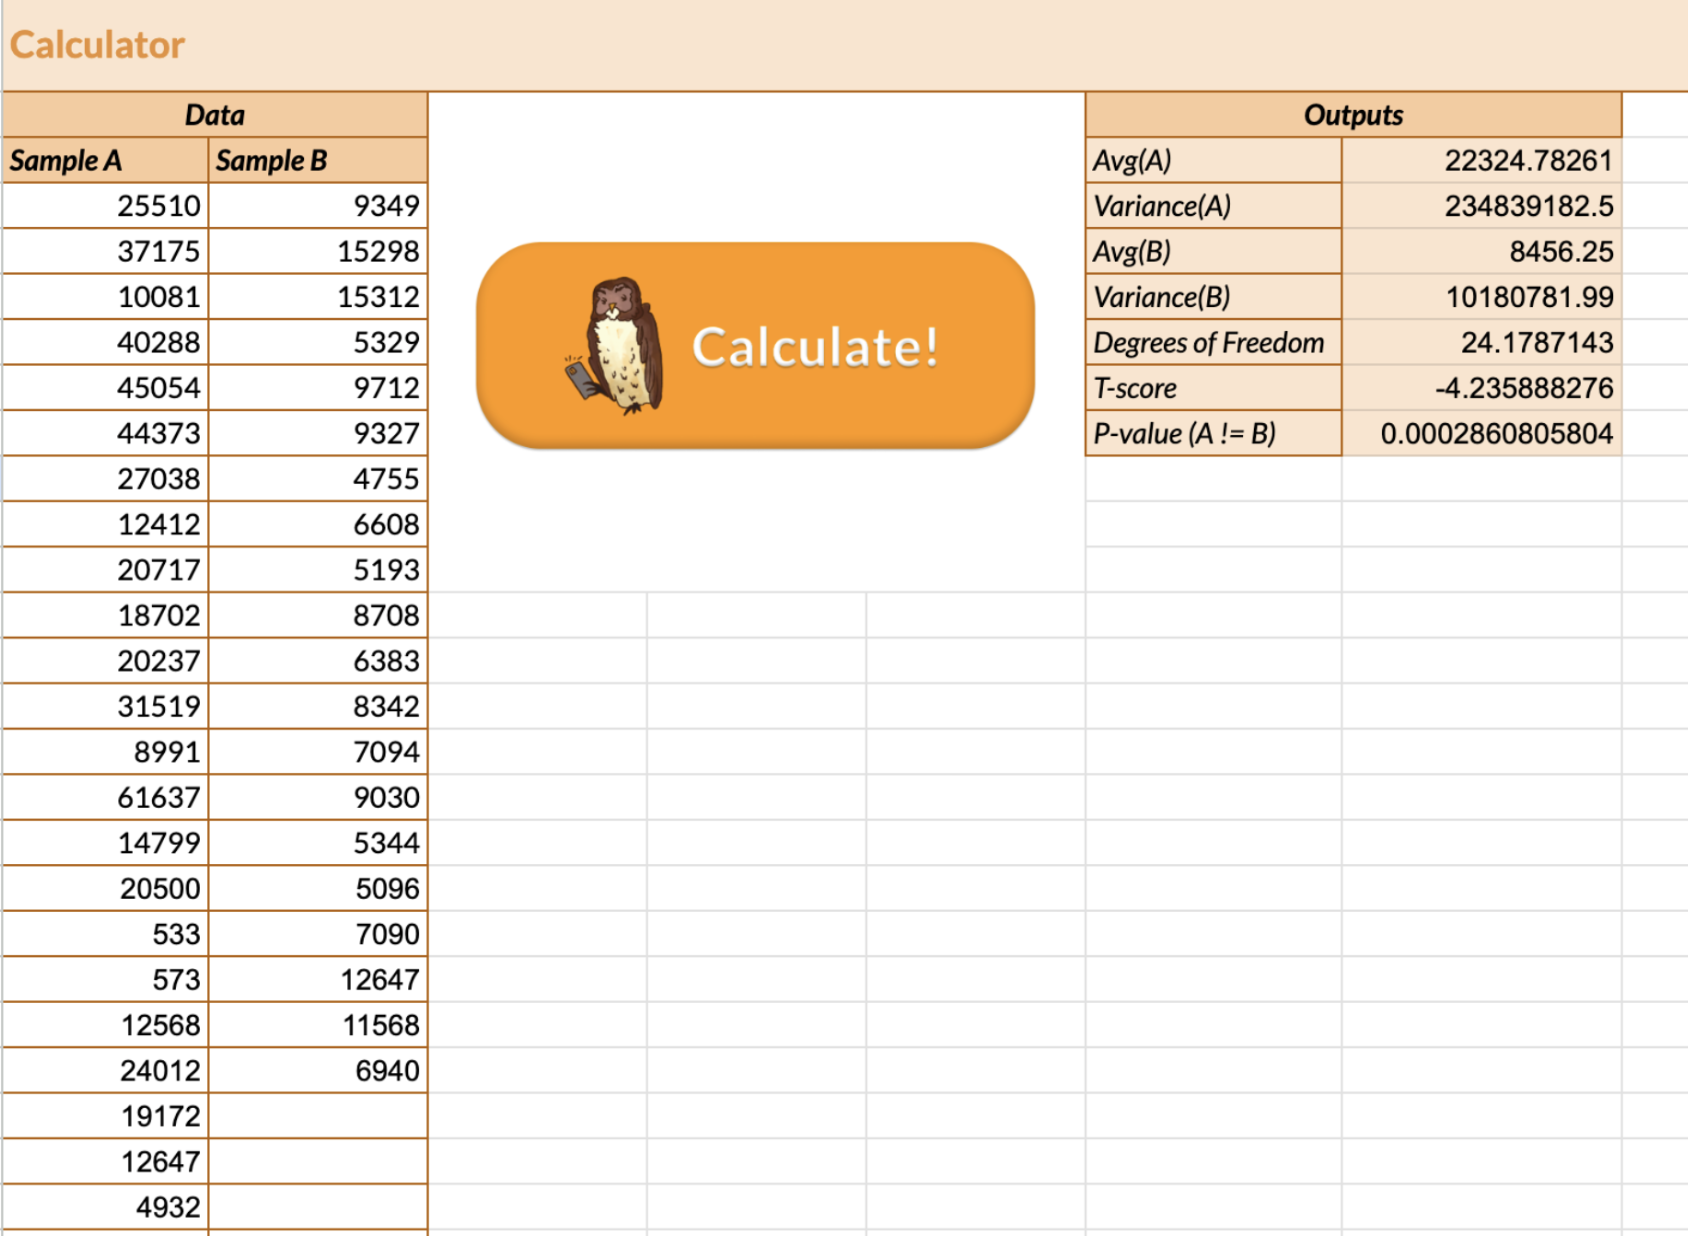 Calculator
Data Outputs
Sample A Sample B Avg(A) 22324.78261
25510 9349 Variance(A) 234839182.5
37175 15298 Avg(B) 8456.25
10081 15312 Variance(B) 10180781.99
40288 5329 Degrees of Freedom 24.1787143
45054 9712 T-score -4.235888276
44373 9327 P-value (A != B) 0.0002860805804
Calculate!
27038 4755
12412 6608
20717 5193
18702 8708
20237 6383
31519 8342
8991 7094
61637 9030
14799 5344
20500 5096
533 7090
573 12647
12568 11568
24012 6940
19172
12647
4932